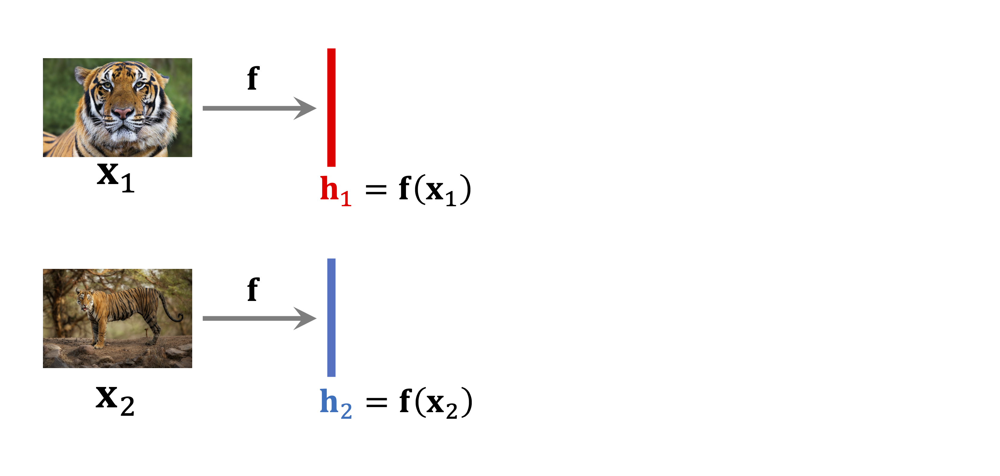 f
x₁
h₁ = f(x₁)
f
x₂
h₂ = f(x₂)